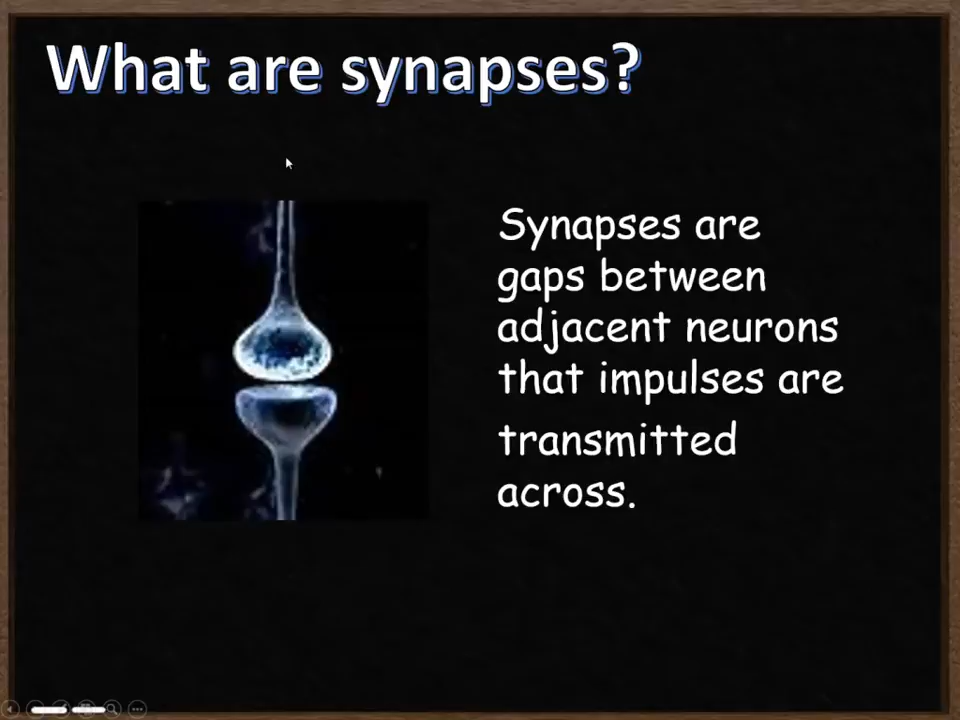 What are synapses?
Synapses are
gaps between
adjacent neurons
that impulses are
transmitted
across.